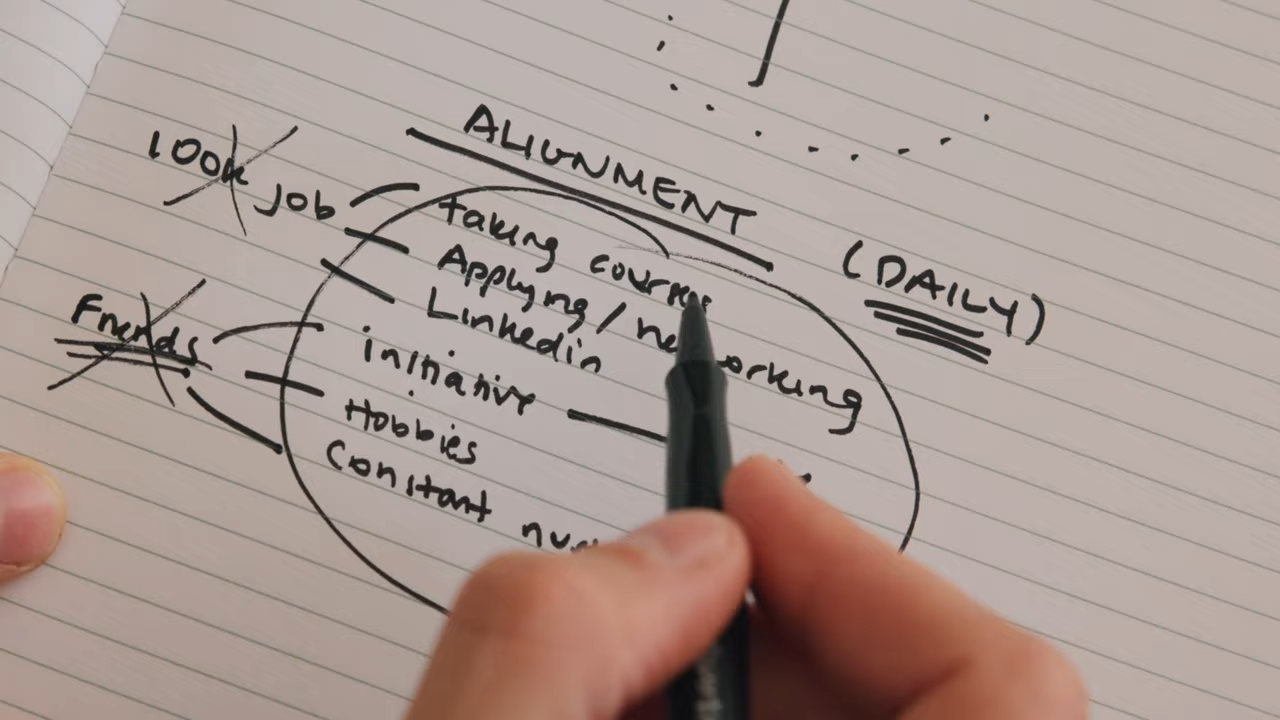 ALIGNMENT
100k
Job
(DAILY)
taking courses
Applying / networking
Linkedin
Friends
initiative
Hobbies
Constant